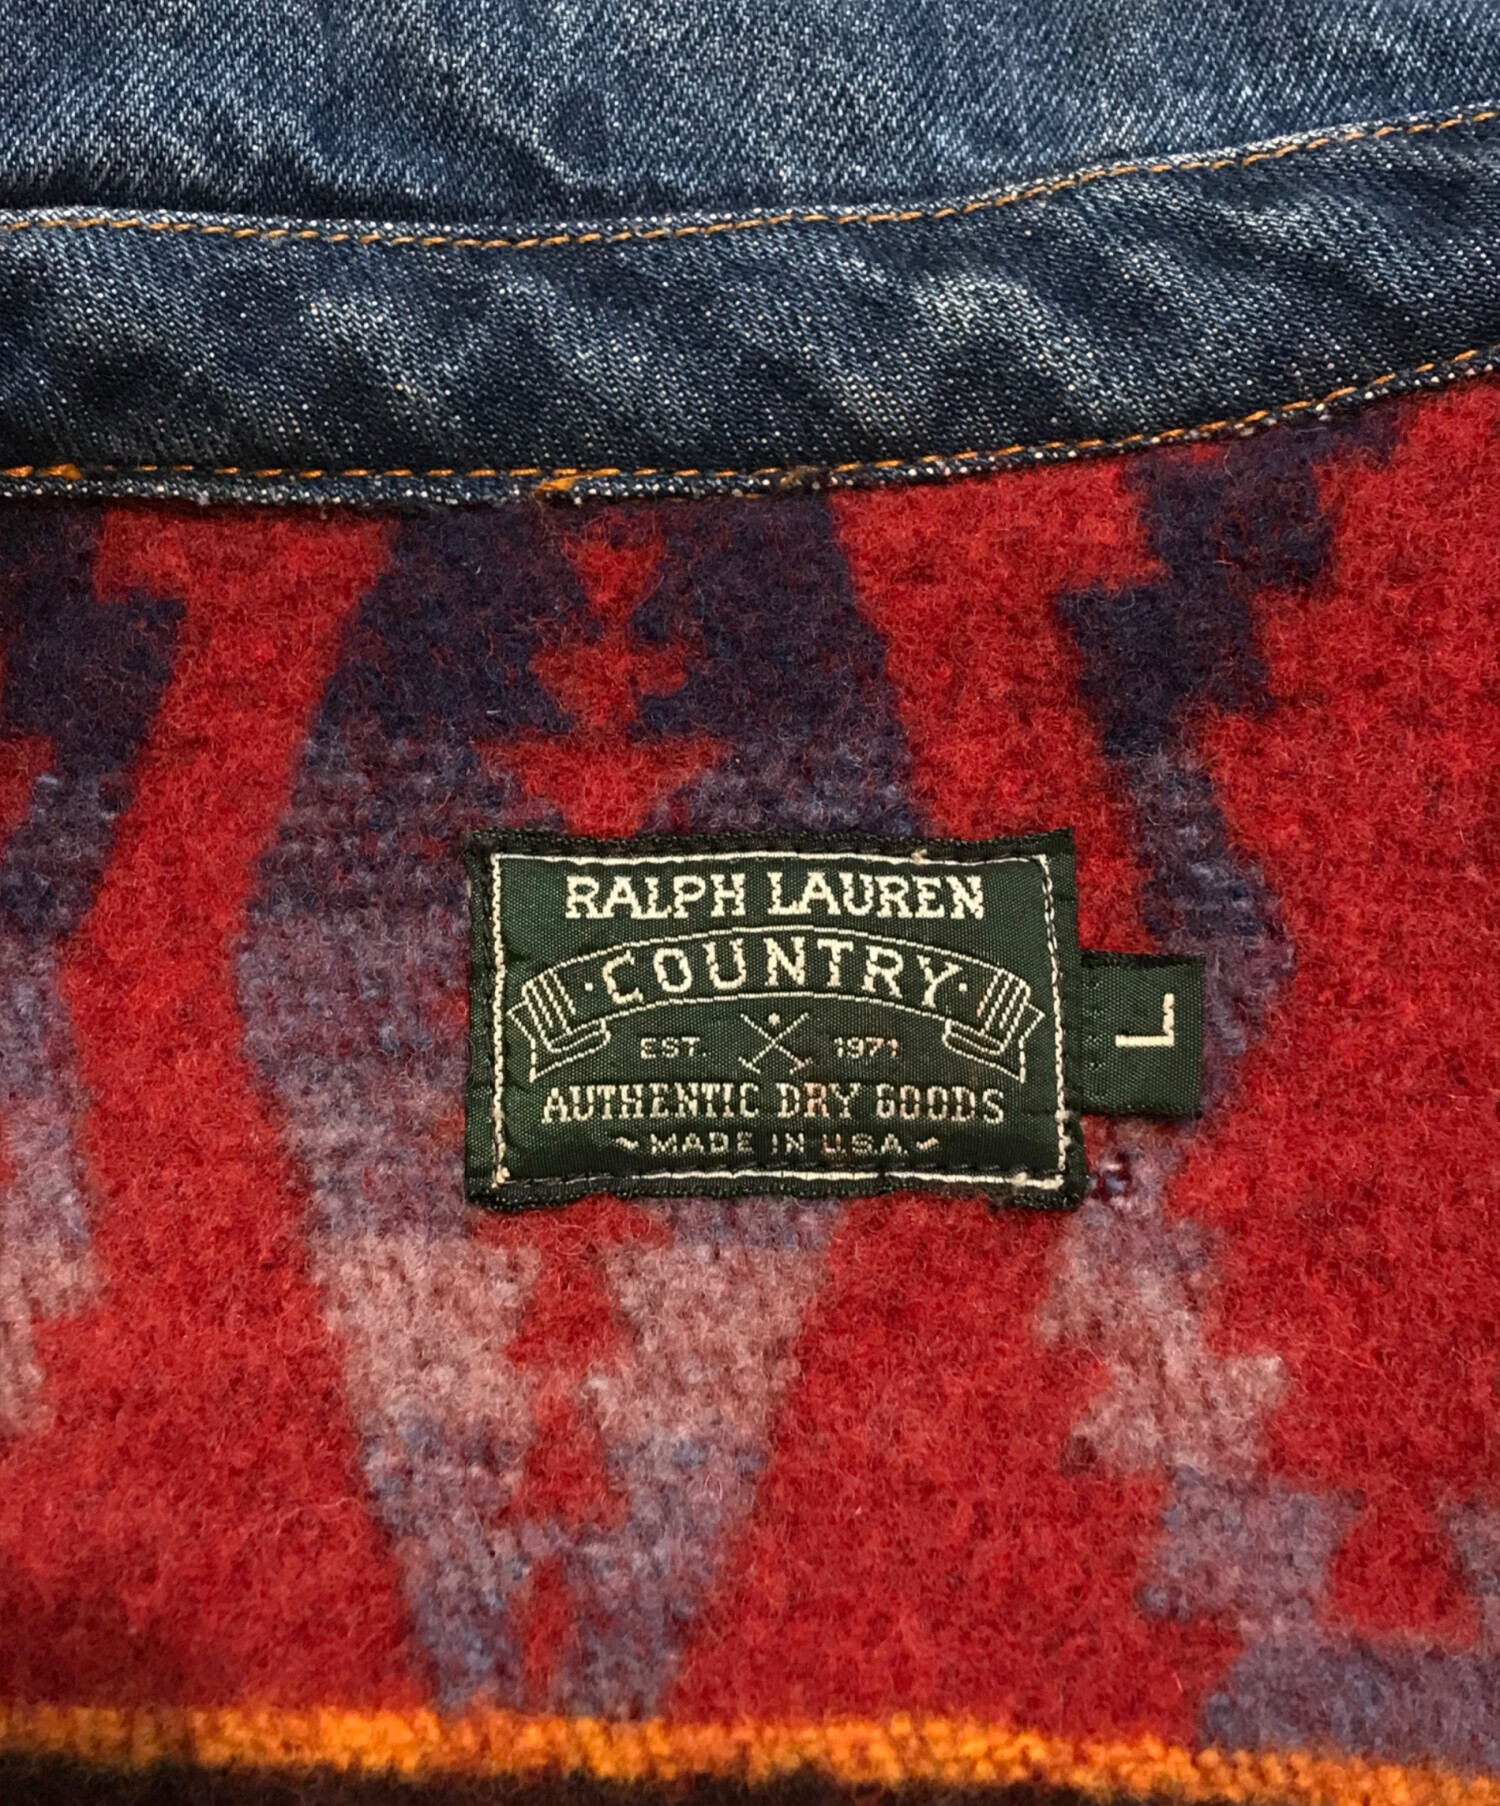 RALPH LAUREN
·COUNTRY·
EST. 1971
AUTHENTIC DRY GOODS
~MADE IN U.S.A.~
L